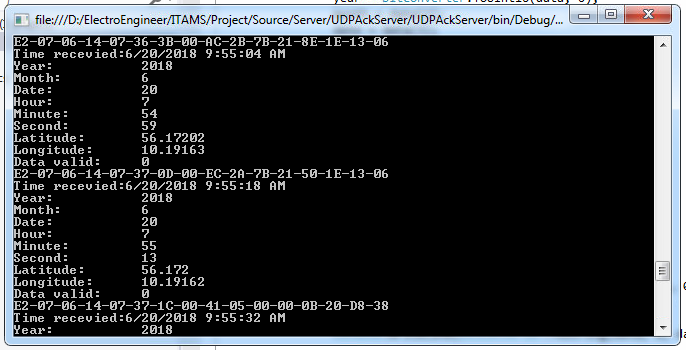 year = BitConverter.ToInt16(data, 0);
file:///D:/ElectroEngineer/ITAMS/Project/Source/Server/UDPAckServer/UDPAckServer/bin/Debug/...
E2-07-06-14-07-36-3B-00-AC-2B-7B-21-8E-1E-13-06
Time recevied:6/20/2018 9:55:04 AM
Year: 2018
Month: 6
Date: 20
Hour: 7
Minute: 54
Second: 59
Latitude: 56.17202
Longitude: 10.19163
Data valid: 0
E2-07-06-14-07-37-0D-00-EC-2A-7B-21-50-1E-13-06
Time recevied:6/20/2018 9:55:18 AM
Year: 2018
Month: 6
Date: 20
Hour: 7
Minute: 55
Second: 13
Latitude: 56.172
Longitude: 10.19162
Data valid: 0
E2-07-06-14-07-37-1C-00-41-05-00-00-0B-20-D8-38
Time recevied:6/20/2018 9:55:32 AM
Year: 2018